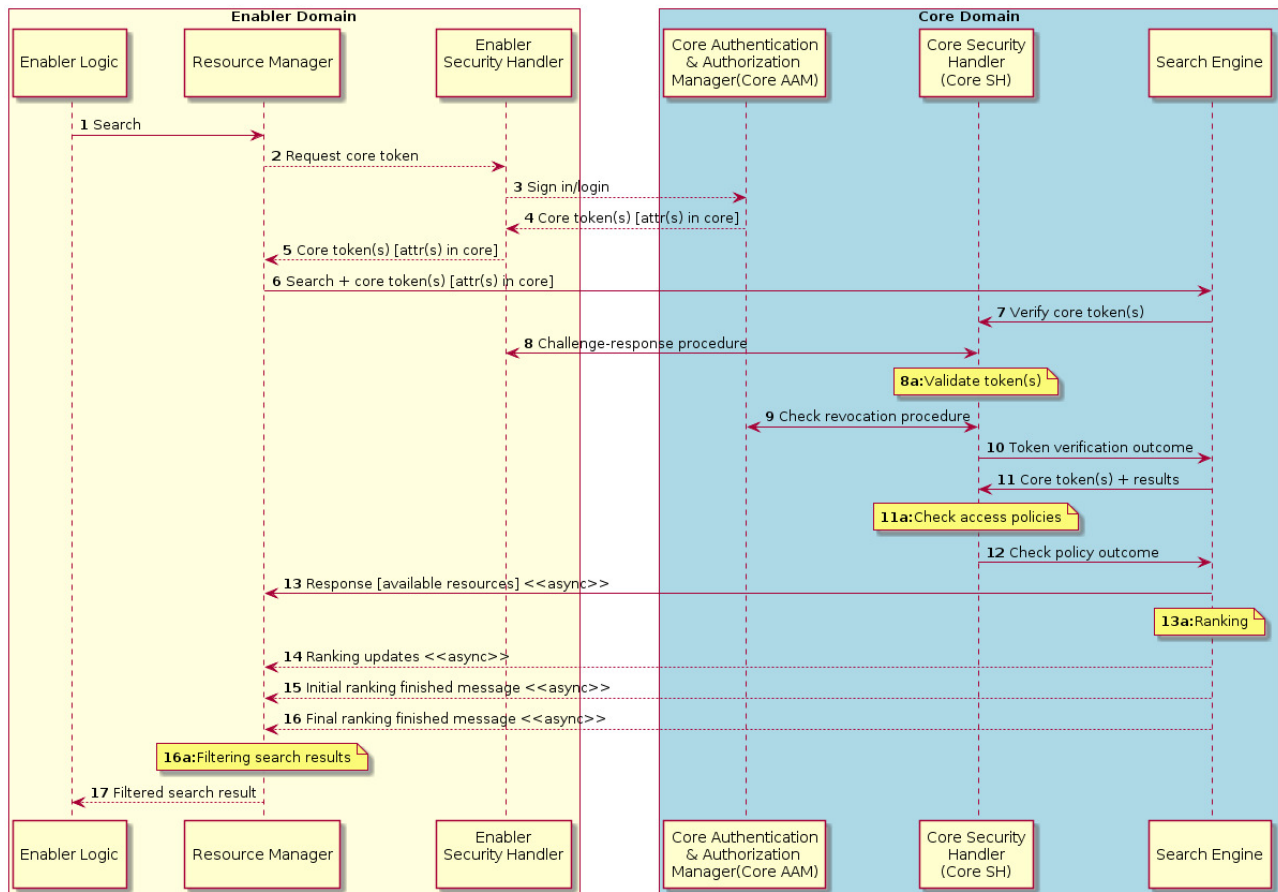 Enabler Domain
Core Domain
Enabler Logic
Resource Manager
Enabler
Security Handler
Core Authentication
& Authorization
Manager(Core AAM)
Core Security
Handler
(Core SH)
Search Engine
1 Search
2 Request core token
3 Sign in/login
4 Core token(s) [attr(s) in core]
5 Core token(s) [attr(s) in core]
6 Search + core token(s) [attr(s) in core]
7 Verify core token(s)
8 Challenge-response procedure
8a:Validate token(s)
9 Check revocation procedure
10 Token verification outcome
11 Core token(s) + results
11a:Check access policies
12 Check policy outcome
13 Response [available resources] <<async>>
13a:Ranking
14 Ranking updates <<async>>
15 Initial ranking finished message <<async>>
16 Final ranking finished message <<async>>
16a:Filtering search results
17 Filtered search result
Enabler Logic
Resource Manager
Enabler
Security Handler
Core Authentication
& Authorization
Manager(Core AAM)
Core Security
Handler
(Core SH)
Search Engine